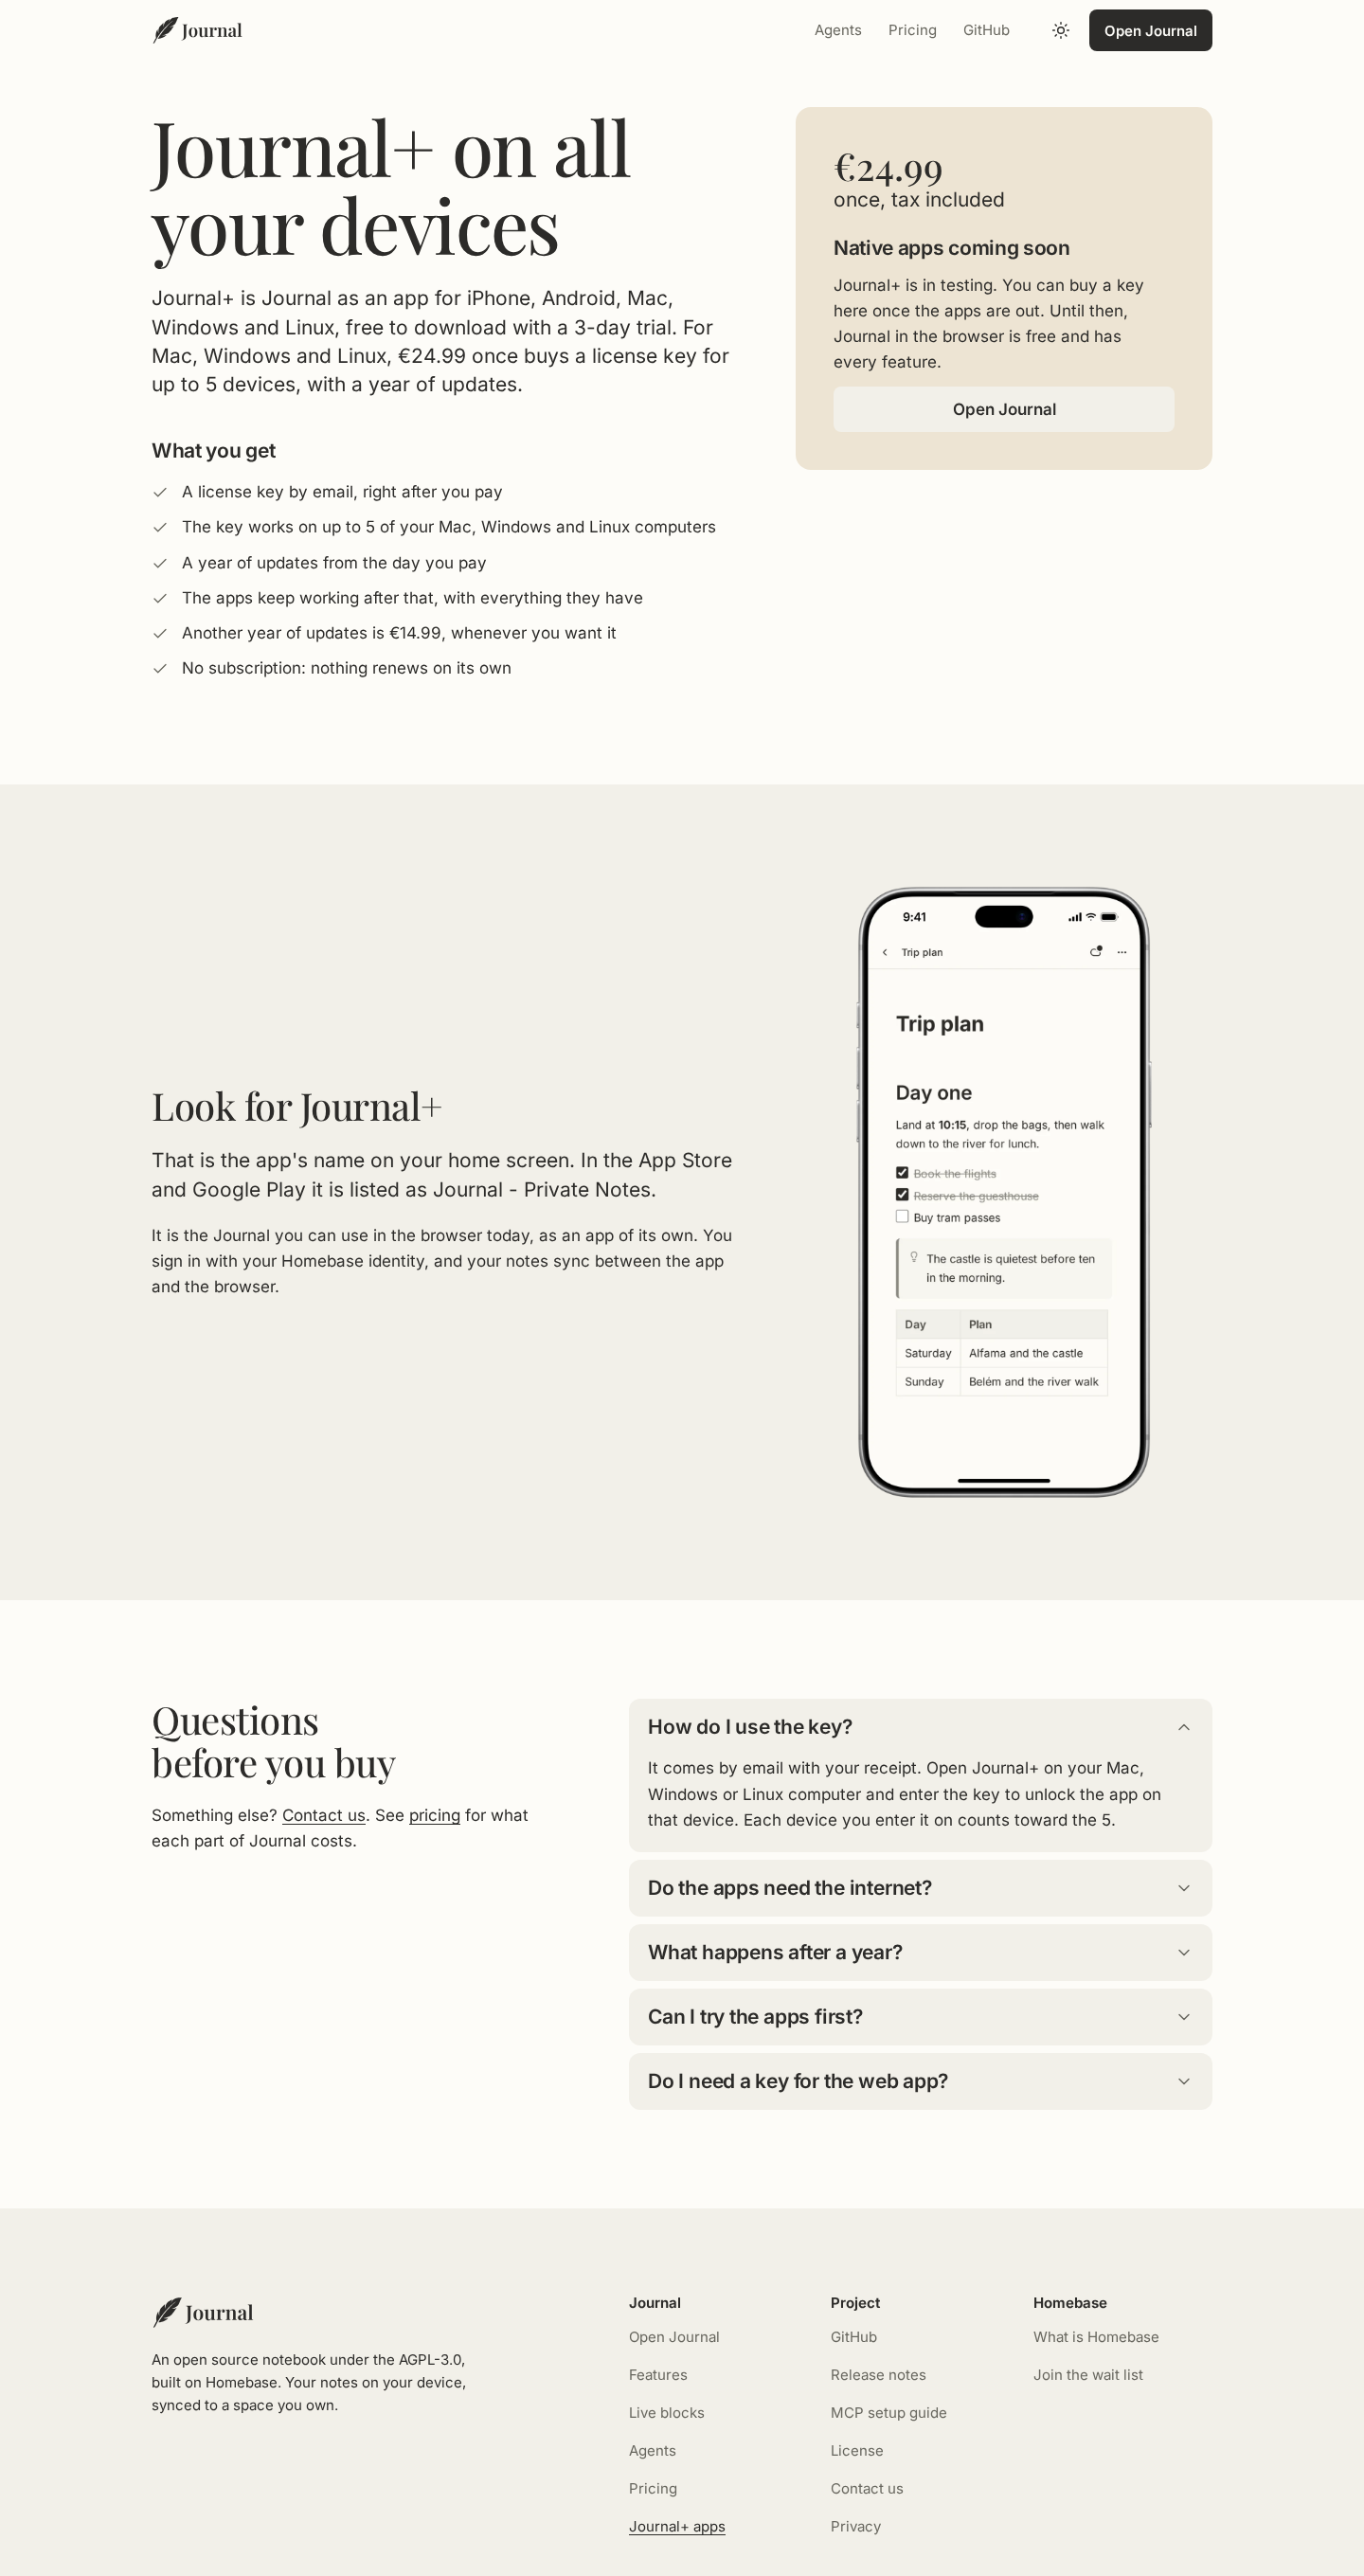 Journal
Agents
Pricing
GitHub
Open Journal
Journal+ on all
your devices
Journal+ is Journal as an app for iPhone, Android, Mac,
Windows and Linux, free to download with a 3-day trial. For
Mac, Windows and Linux, €24.99 once buys a license key for
up to 5 devices, with a year of updates.
What you get
A license key by email, right after you pay
The key works on up to 5 of your Mac, Windows and Linux computers
A year of updates from the day you pay
The apps keep working after that, with everything they have
Another year of updates is €14.99, whenever you want it
No subscription: nothing renews on its own
€24.99
once, tax included
Native apps coming soon
Journal+ is in testing. You can buy a key
here once the apps are out. Until then,
Journal in the browser is free and has
every feature.
Open Journal
Look for Journal+
That is the app's name on your home screen. In the App Store
and Google Play it is listed as Journal - Private Notes.
It is the Journal you can use in the browser today, as an app of its own. You
sign in with your Homebase identity, and your notes sync between the app
and the browser.
9:41
Trip plan
Trip plan
Day one
Land at 10:15, drop the bags, then walk
down to the river for lunch.
Book the flights
Reserve the guesthouse
Buy tram passes
The castle is quietest before ten
in the morning.
Day Plan
Saturday Alfama and the castle
Sunday Belém and the river walk
Questions
before you buy
Something else? Contact us. See pricing for what
each part of Journal costs.
How do I use the key?
It comes by email with your receipt. Open Journal+ on your Mac,
Windows or Linux computer and enter the key to unlock the app on
that device. Each device you enter it on counts toward the 5.
Do the apps need the internet?
What happens after a year?
Can I try the apps first?
Do I need a key for the web app?
Journal
An open source notebook under the AGPL-3.0,
built on Homebase. Your notes on your device,
synced to a space you own.
Journal
Open Journal
Features
Live blocks
Agents
Pricing
Journal+ apps
Project
GitHub
Release notes
MCP setup guide
License
Contact us
Privacy
Homebase
What is Homebase
Join the wait list